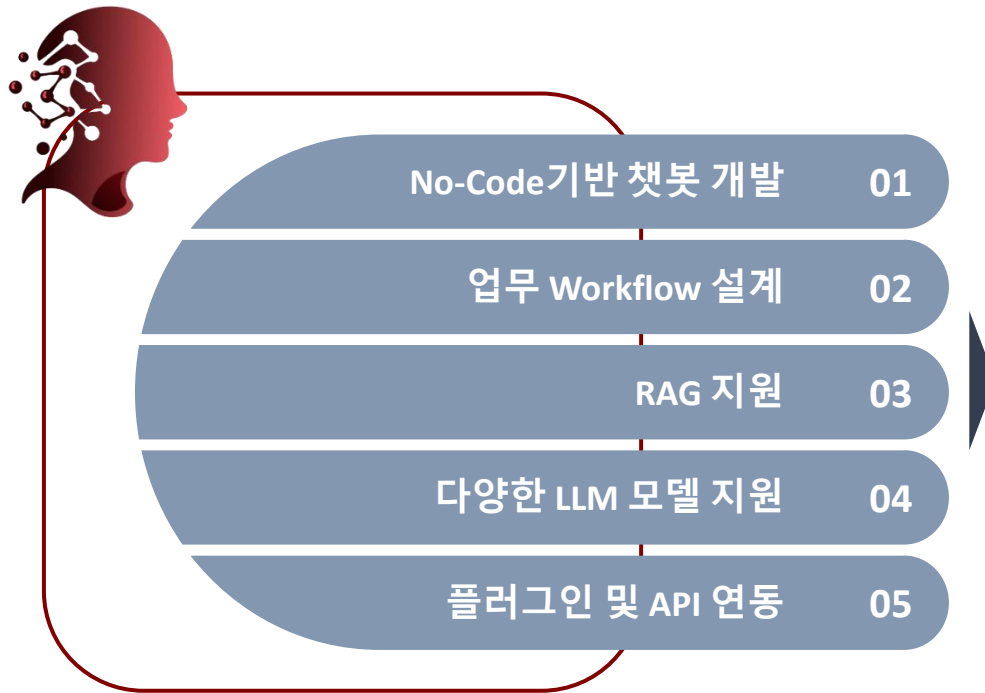 No-Code기반 챗봇 개발 01
업무 Workflow 설계 02
RAG 지원 03
다양한 LLM 모델 지원 04
플러그인 및 API 연동 05